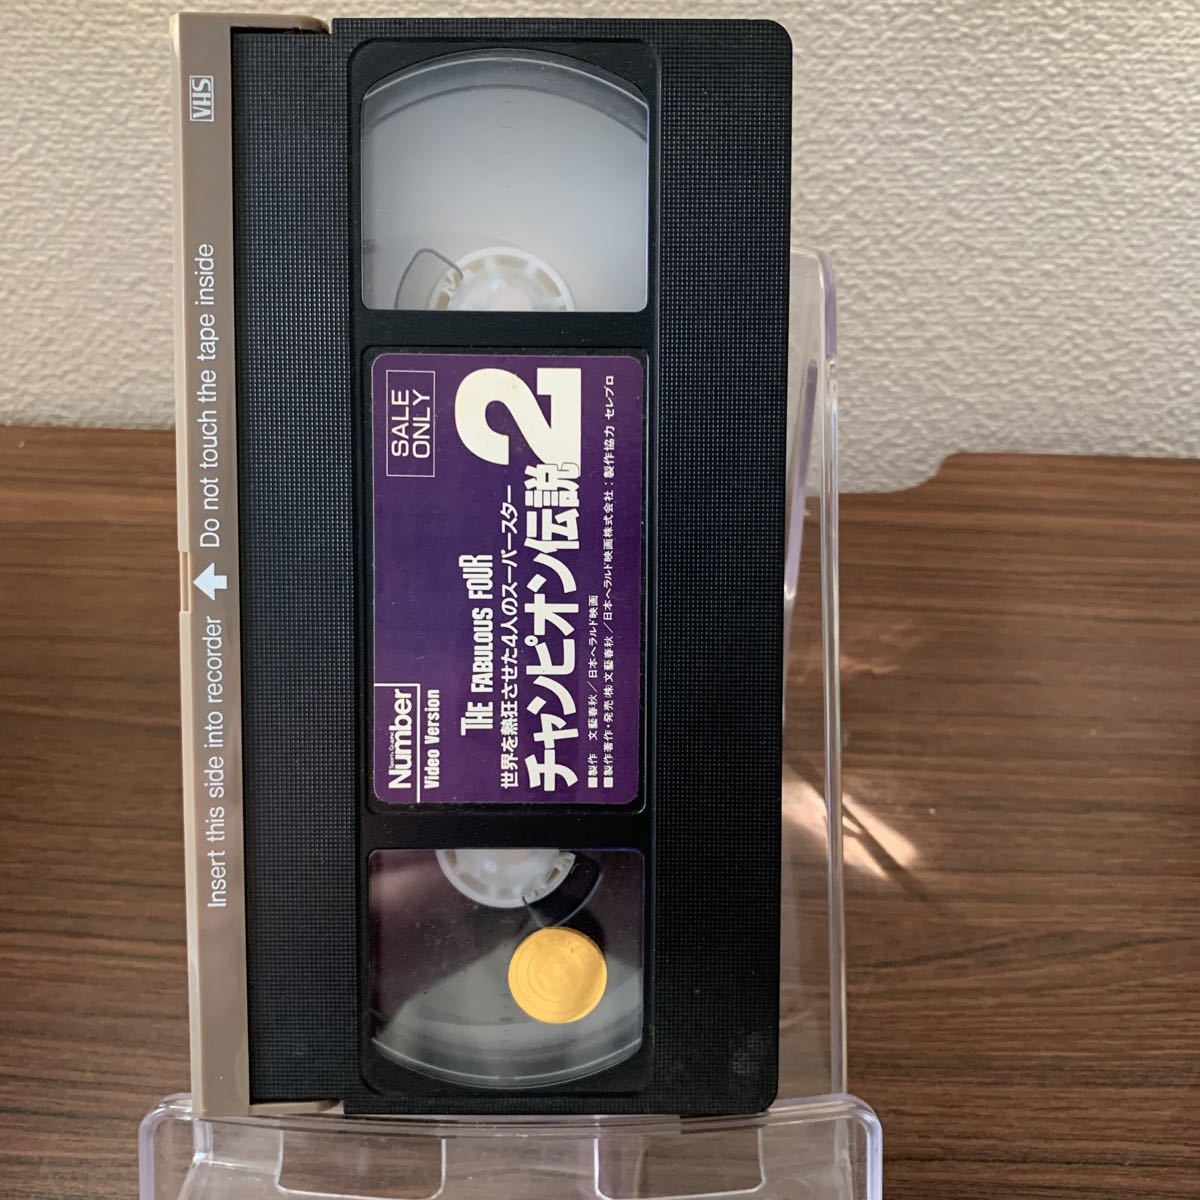 VHS
Insert this side into recorder ⬆ Do not touch the tape inside
Sports Graphic
Number
Video Version
SALE
ONLY
THE FABULOUS FOUR
世界を熱狂させた4人のスーパースター
チャンピオン伝説2
■製作 文藝春秋/日本ヘラルド映画
■製作著作・発売/㈱文藝春秋/日本ヘラルド映画株式会社:製作協力 セレブロ